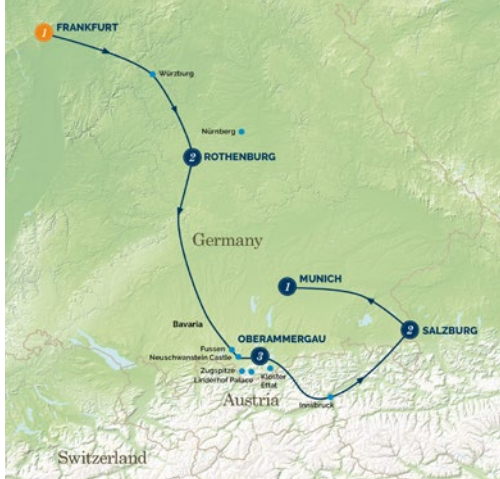 1 FRANKFURT
Würzburg
Nürnberg
2 ROTHENBURG
Germany
1 MUNICH
Bavaria
2 SALZBURG
OBERAMMERGAU
3
Fussen
Neuschwanstein Castle
Zugspitze
Linderhof Palace
Kloster
Ettal
Austria
Innsbruck
Switzerland